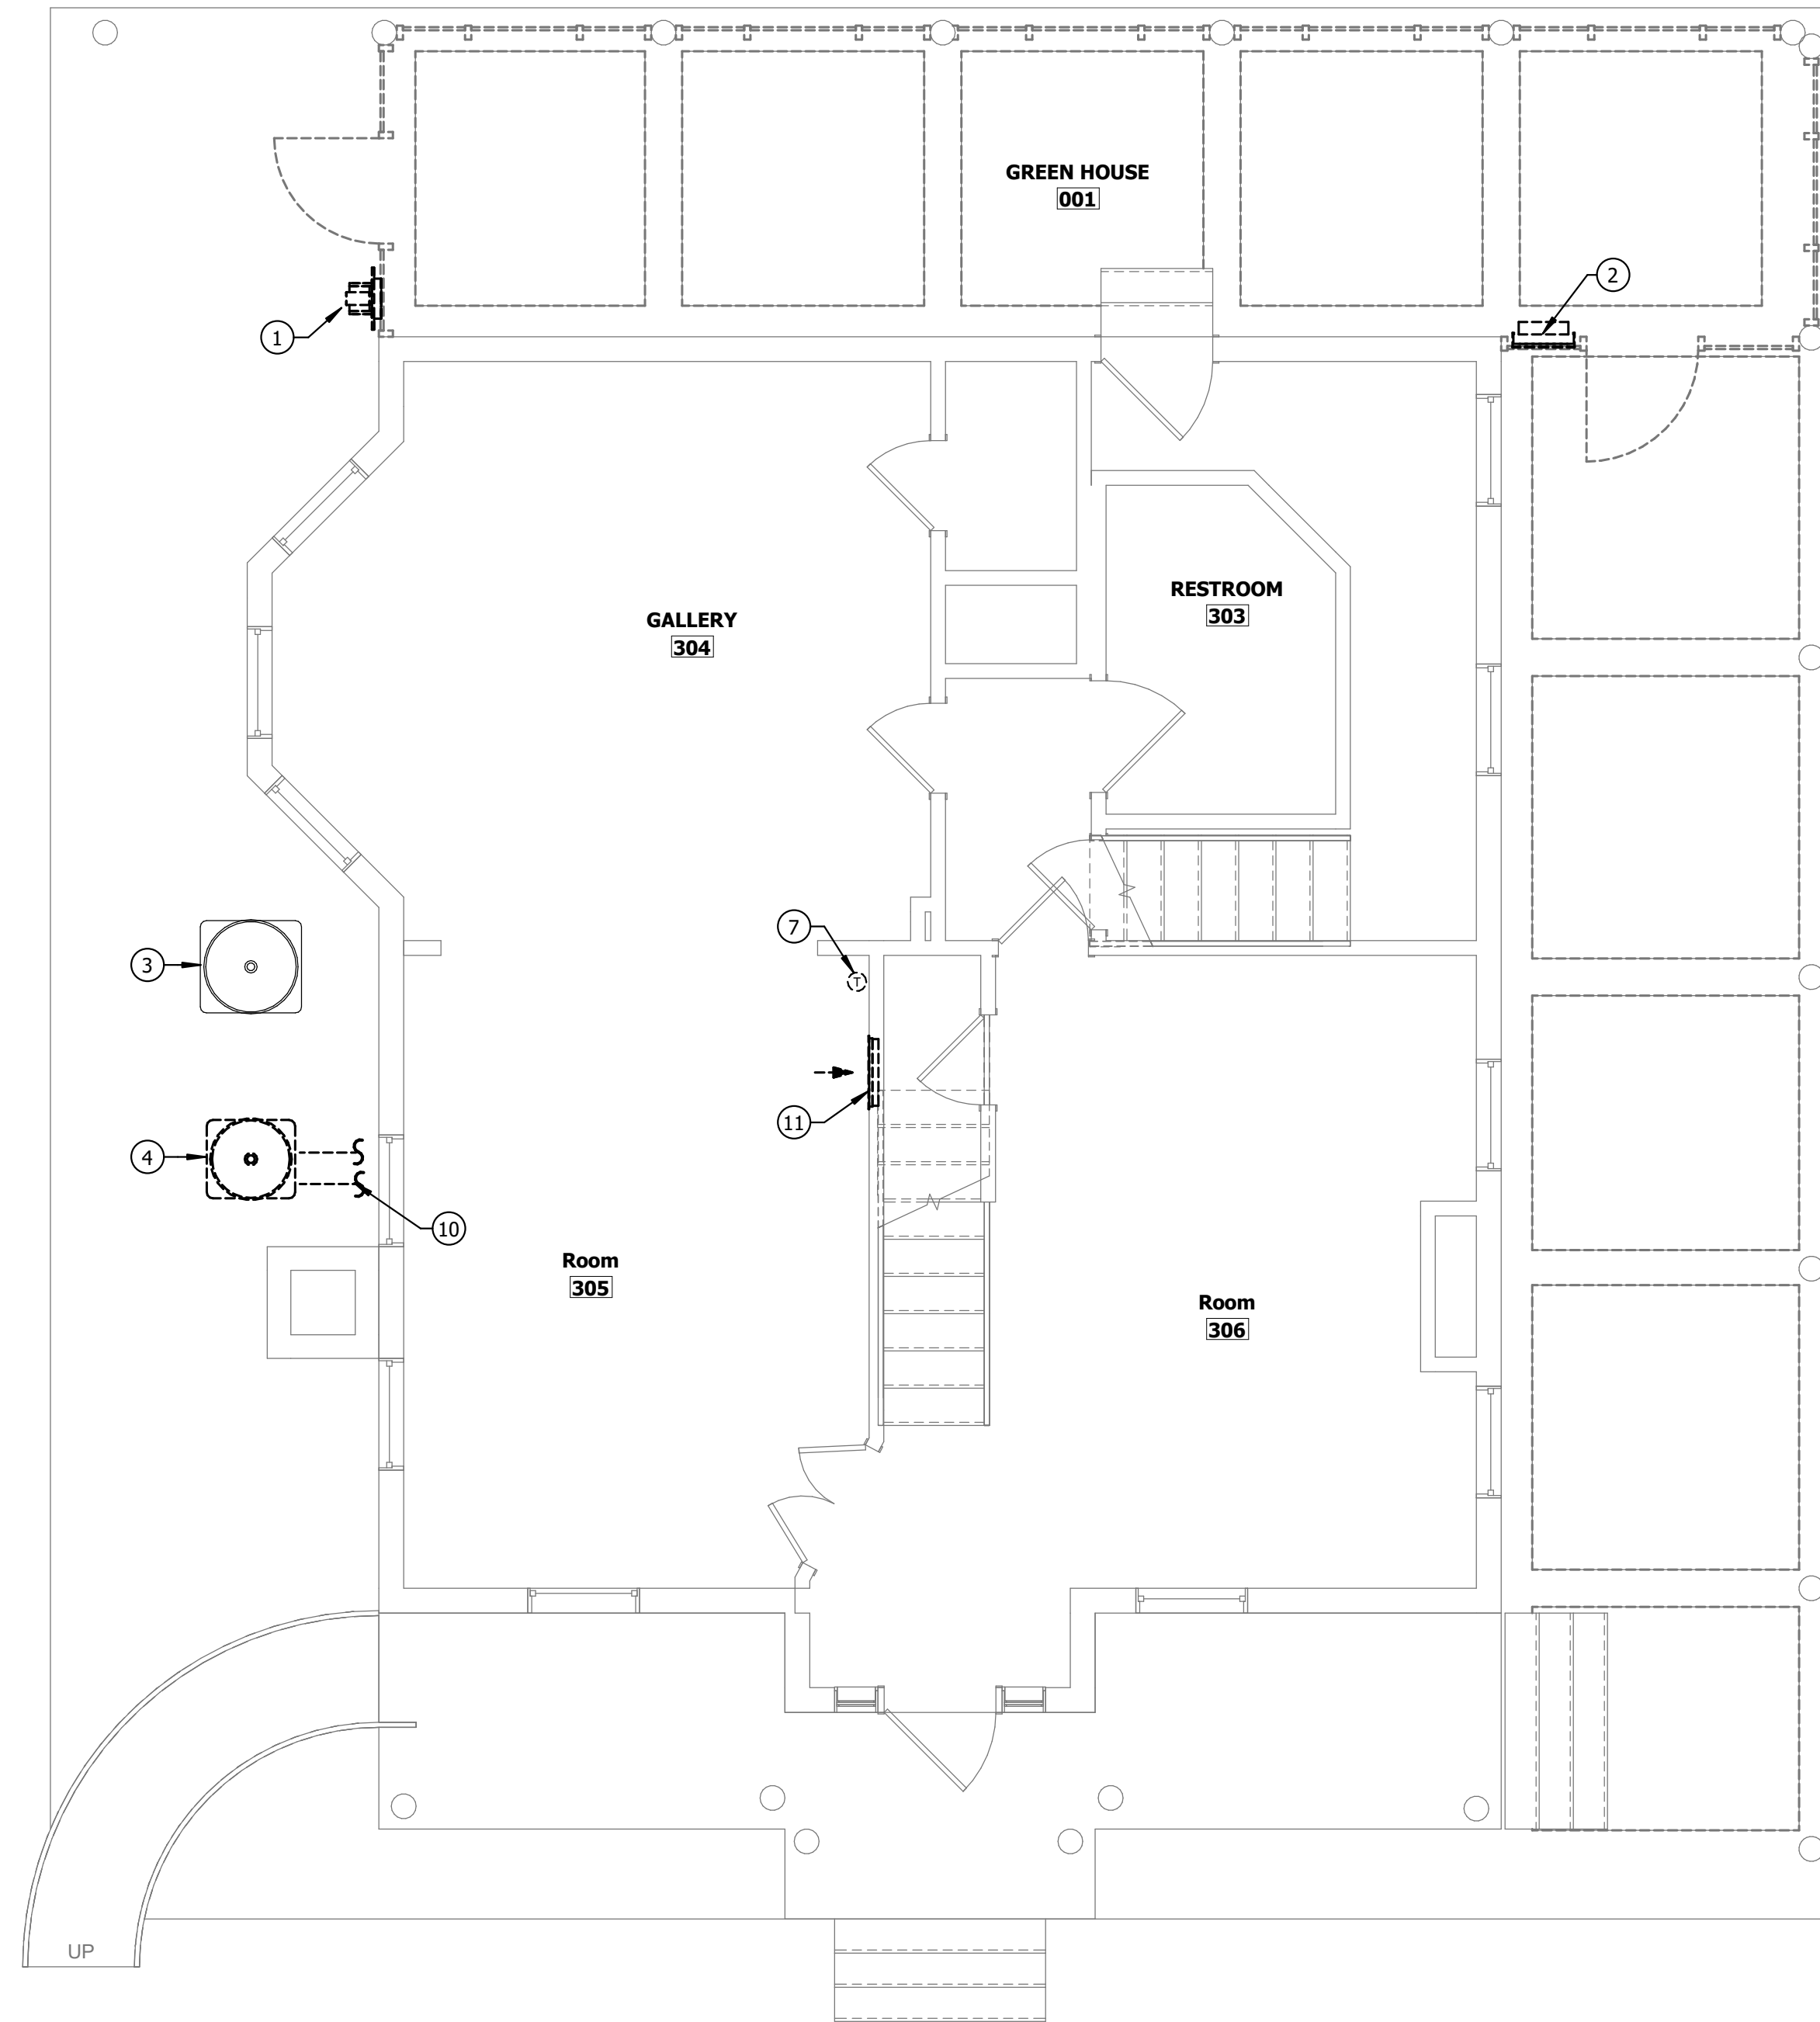 GREEN HOUSE
001
2
1
RESTROOM
303
GALLERY
304
7
3
T
11
4
10
Room
305
Room
306
UP